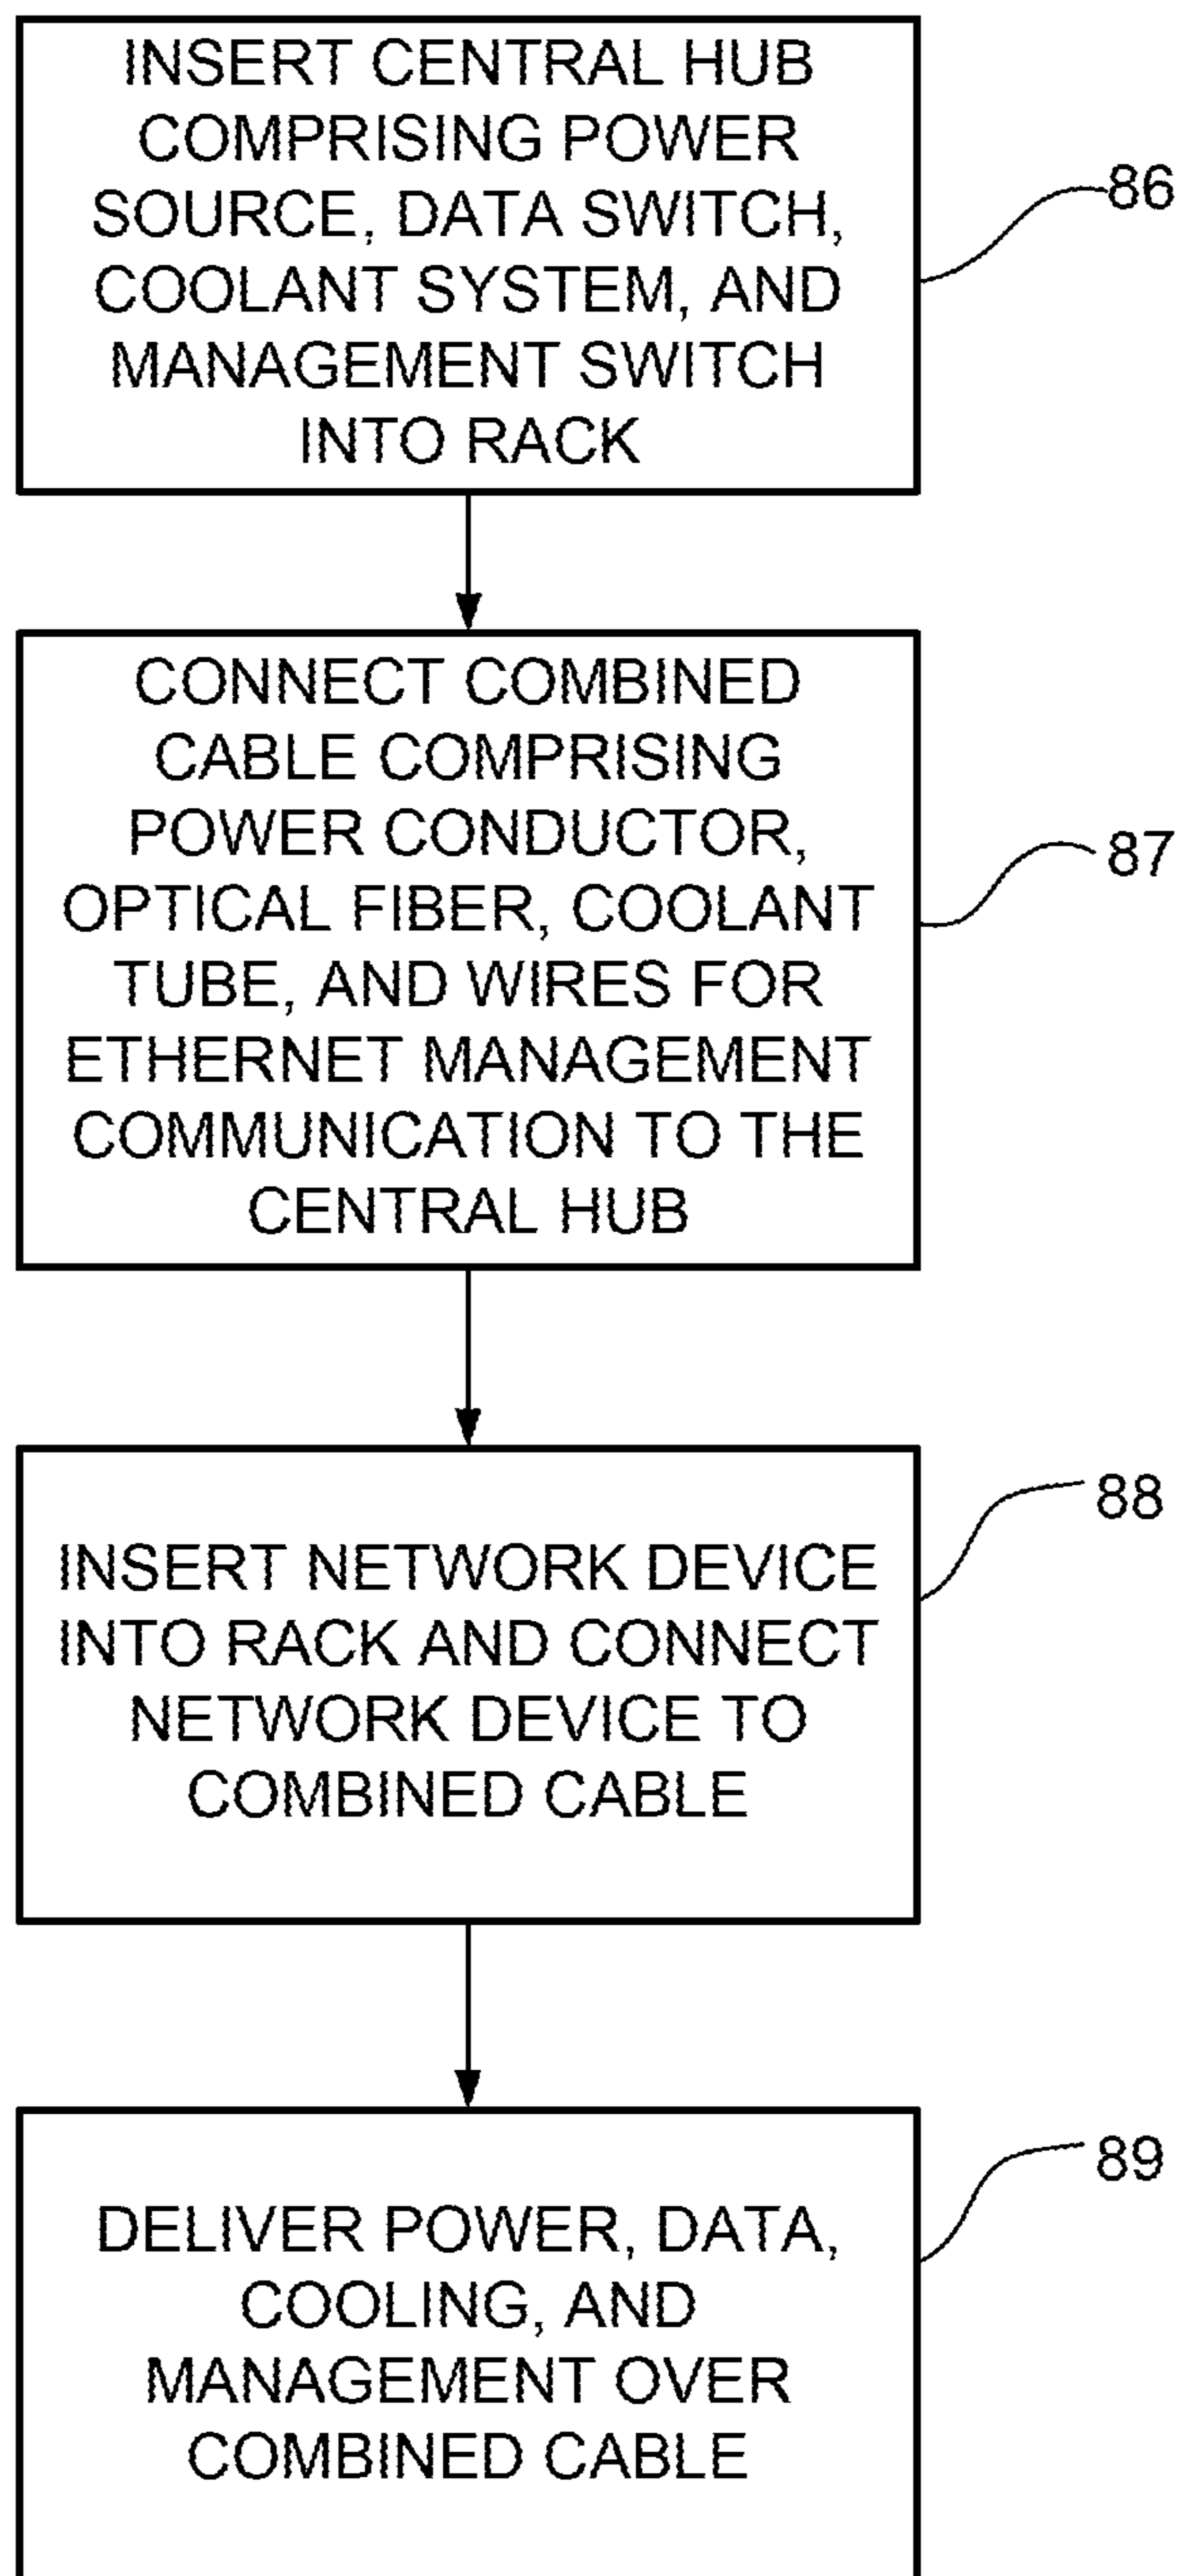 INSERT CENTRAL HUB
COMPRISING POWER
SOURCE, DATA SWITCH,
COOLANT SYSTEM, AND
MANAGEMENT SWITCH
INTO RACK
86
CONNECT COMBINED
CABLE COMPRISING
POWER CONDUCTOR,
OPTICAL FIBER, COOLANT
TUBE, AND WIRES FOR
ETHERNET MANAGEMENT
COMMUNICATION TO THE
CENTRAL HUB
87
INSERT NETWORK DEVICE
INTO RACK AND CONNECT
NETWORK DEVICE TO
COMBINED CABLE
88
DELIVER POWER, DATA,
COOLING, AND
MANAGEMENT OVER
COMBINED CABLE
89